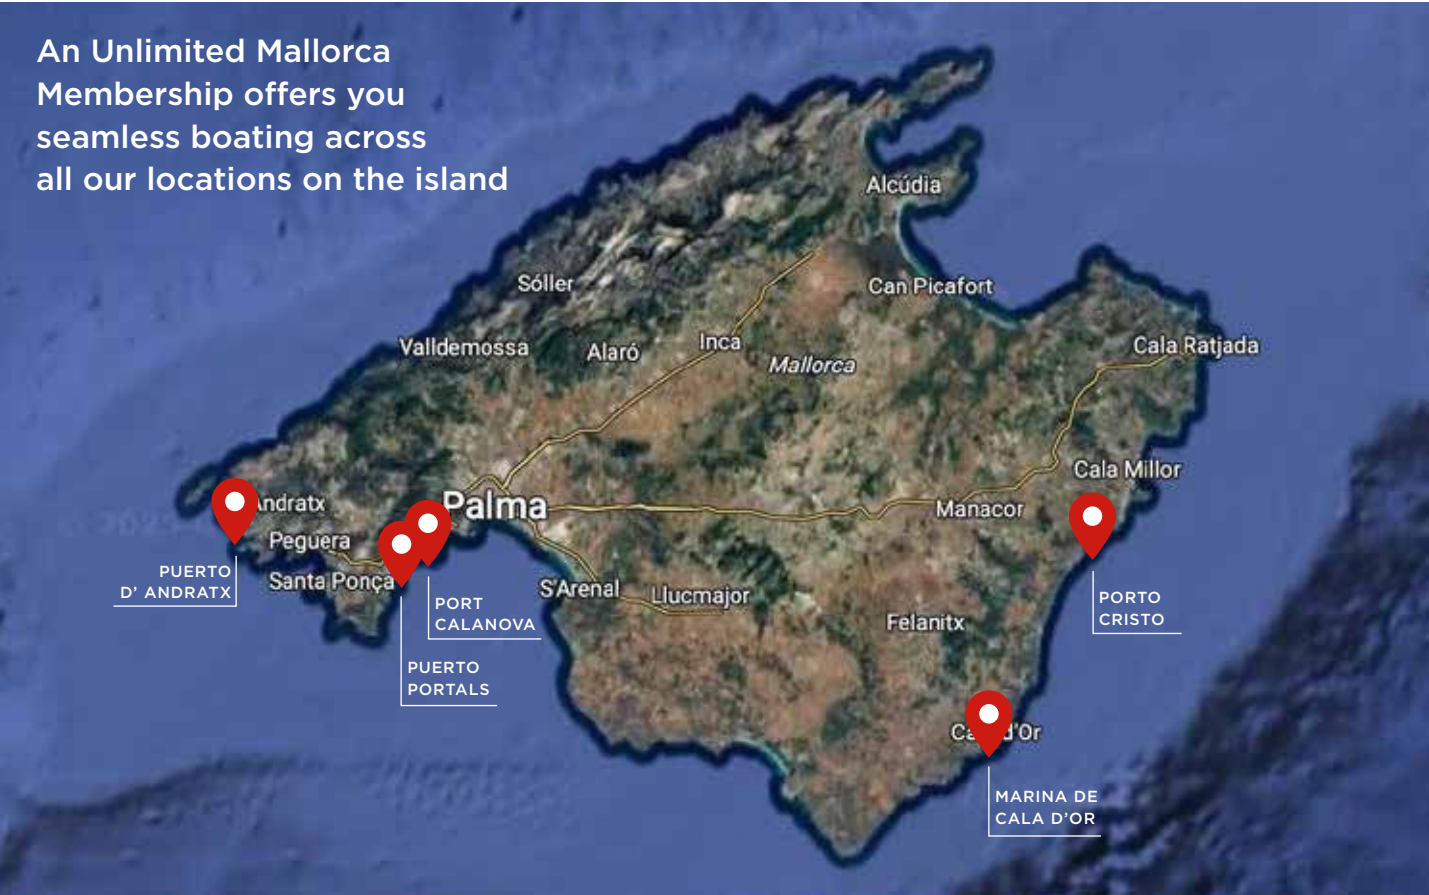 An Unlimited Mallorca
Membership offers you
seamless boating across
all our locations on the island
Alcúdia
Sóller
Can Picafort
Valldemossa
Alaró
Inca
Mallorca
Cala Ratjada
Cala Millor
Andratx
Palma
Manacor
Peguera
Santa Ponça
S'Arenal
Llucmajor
Felanitx
PUERTO
D' ANDRATX
PORT
CALANOVA
PUERTO
PORTALS
PORTO
CRISTO
d'Or
MARINA DE
CALA D'OR